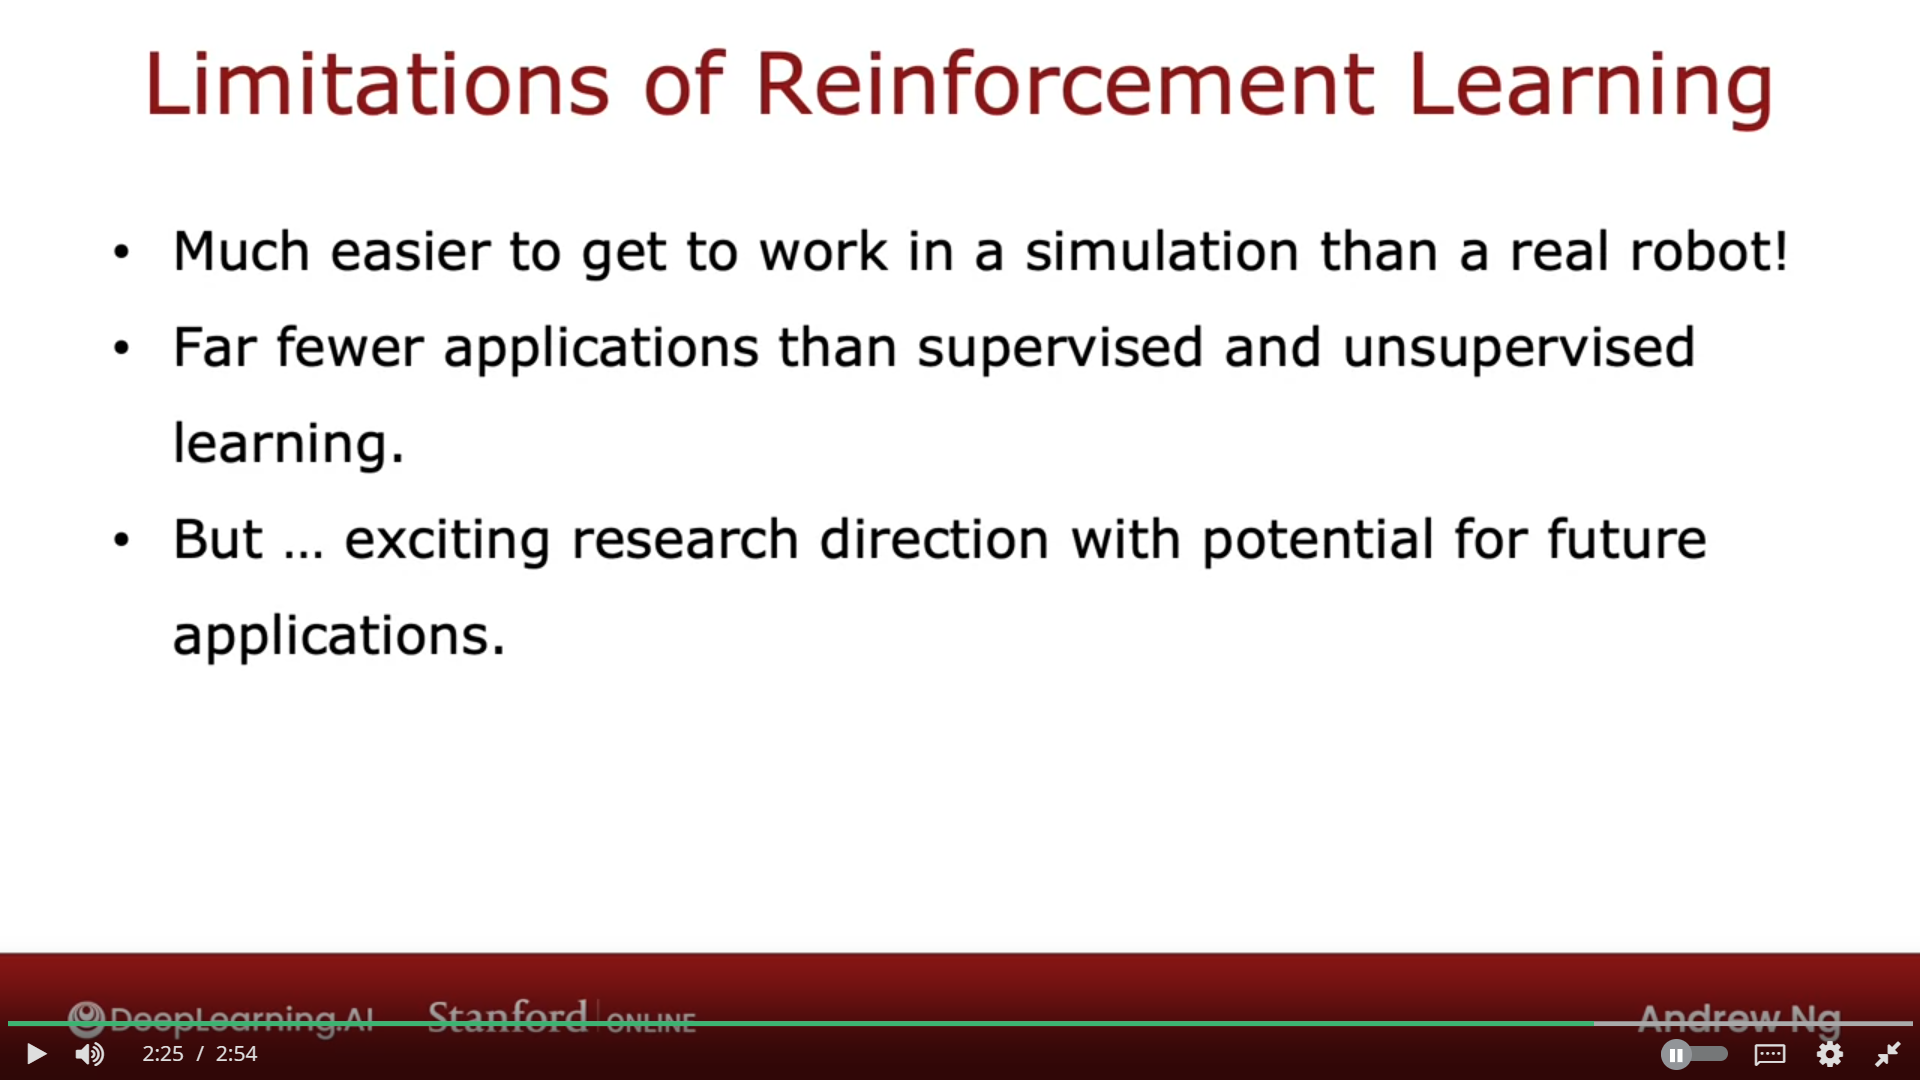 Limitations of Reinforcement Learning
• Much easier to get to work in a simulation than a real robot!
• Far fewer applications than supervised and unsupervised
learning.
• But ... exciting research direction with potential for future
applications.
DeepLearning.AI Stanford | ONLINE Andrew Ng
2:25 / 2:54